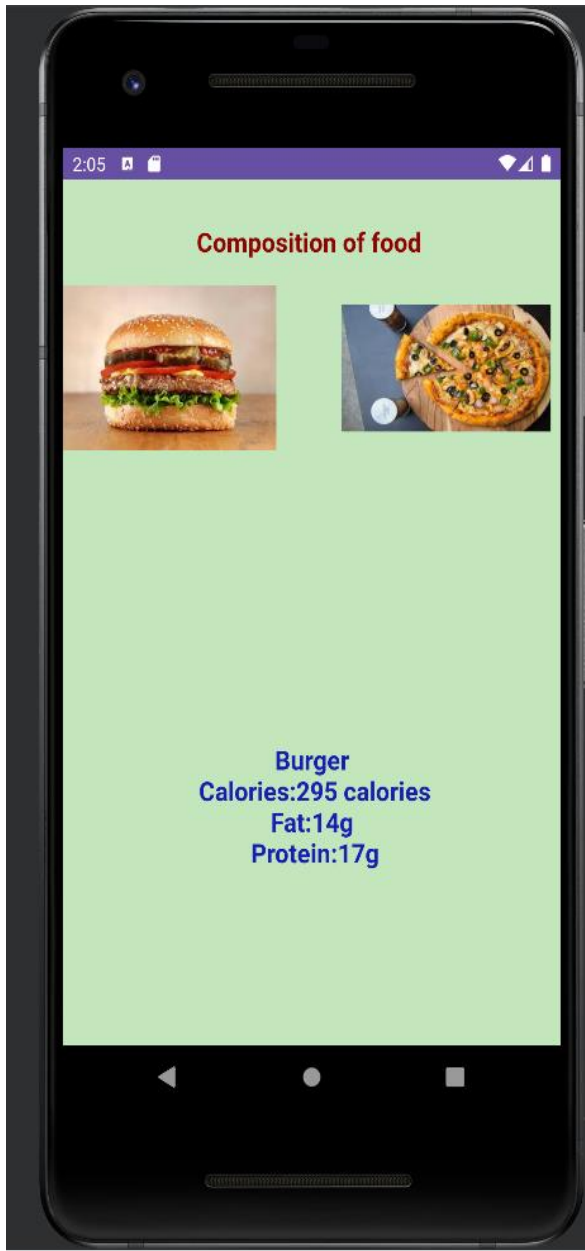 2:05
Composition of food
Burger
Calories:295 calories
Fat:14g
Protein:17g